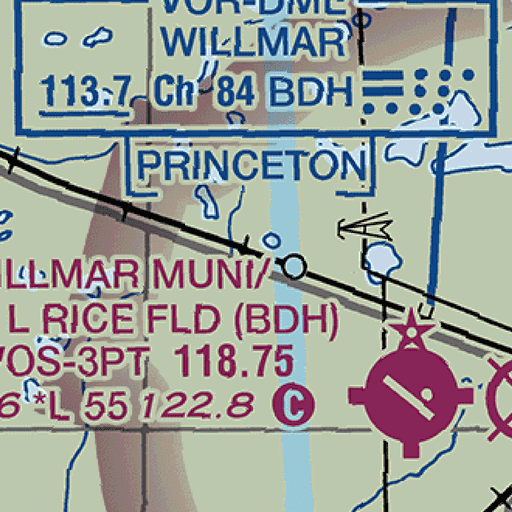 VOR-DME
WILLMAR
113.7 Ch 84 BDH
PRINCETON
ILLMAR MUNI/
L RICE FLD (BDH)
OS-3PT 118.75
6 *L 55 122.8 C